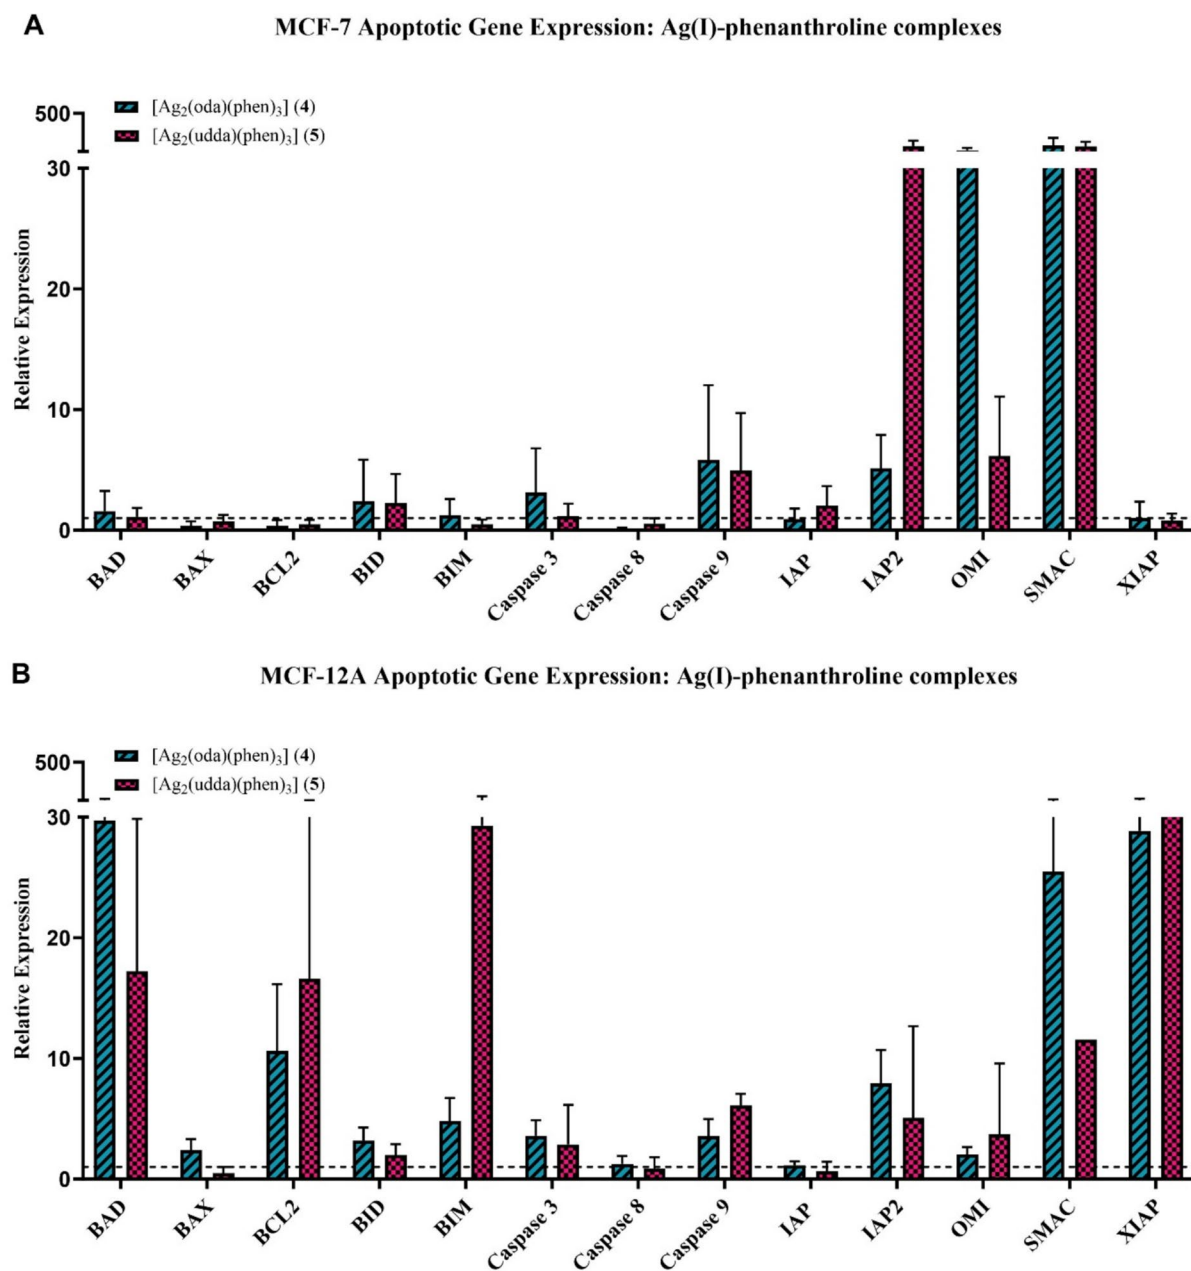 A
MCF-7 Apoptotic Gene Expression: Ag(I)-phenanthroline complexes
[Ag₂(oda)(phen)₃] (4)
[Ag₂(udda)(phen)₃] (5)
500
30
20
10
0
Relative Expression
BAD
BAX
BCL2
BID
BIM
Caspase 3
Caspase 8
Caspase 9
IAP
IAP2
OMI
SMAC
XIAP
B
MCF-12A Apoptotic Gene Expression: Ag(I)-phenanthroline complexes
[Ag₂(oda)(phen)₃] (4)
[Ag₂(udda)(phen)₃] (5)
500
30
20
10
0
Relative Expression
BAD
BAX
BCL2
BID
BIM
Caspase 3
Caspase 8
Caspase 9
IAP
IAP2
OMI
SMAC
XIAP